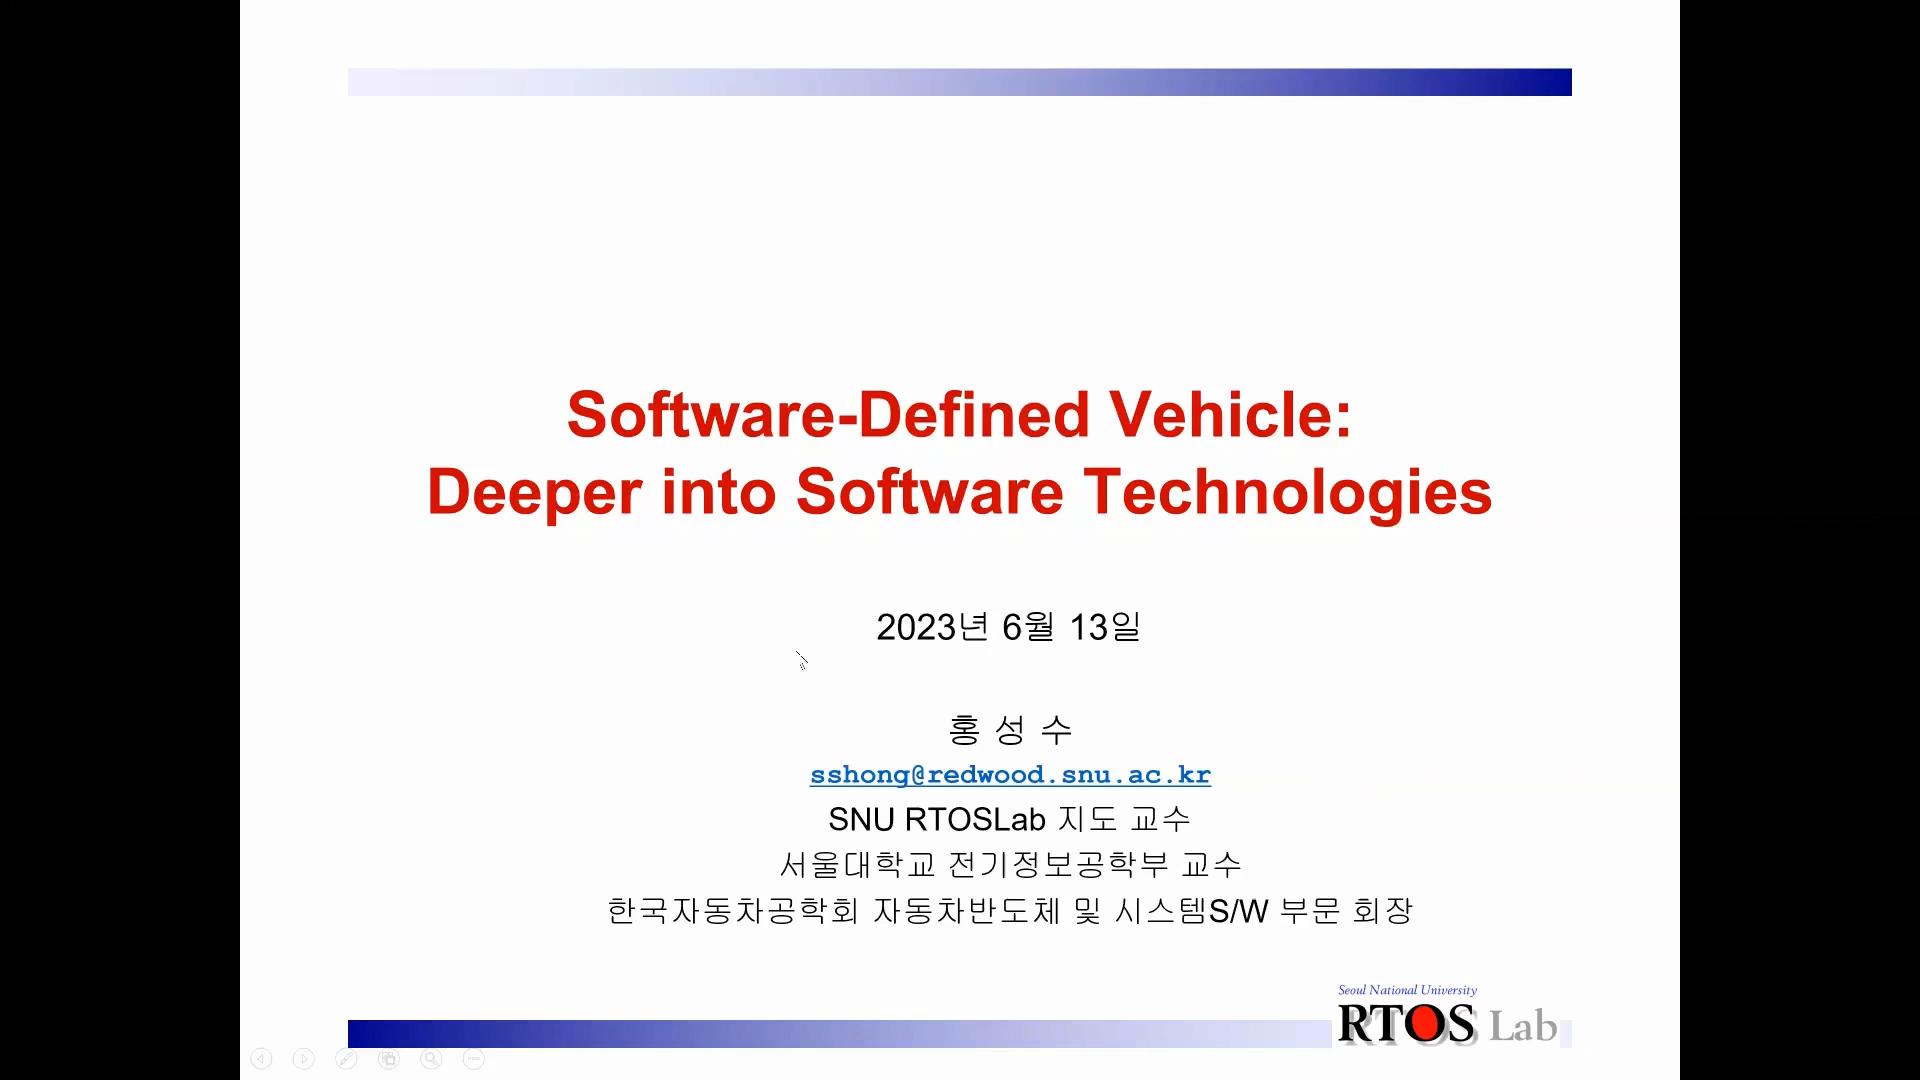 Software-Defined Vehicle:
Deeper into Software Technologies
2023년 6월 13일
홍 성 수
sshong@redwood.snu.ac.kr
SNU RTOSLab 지도 교수
서울대학교 전기정보공학부 교수
한국자동차공학회 자동차반도체 및 시스템S/W 부문 회장
Seoul National University
RTOS Lab